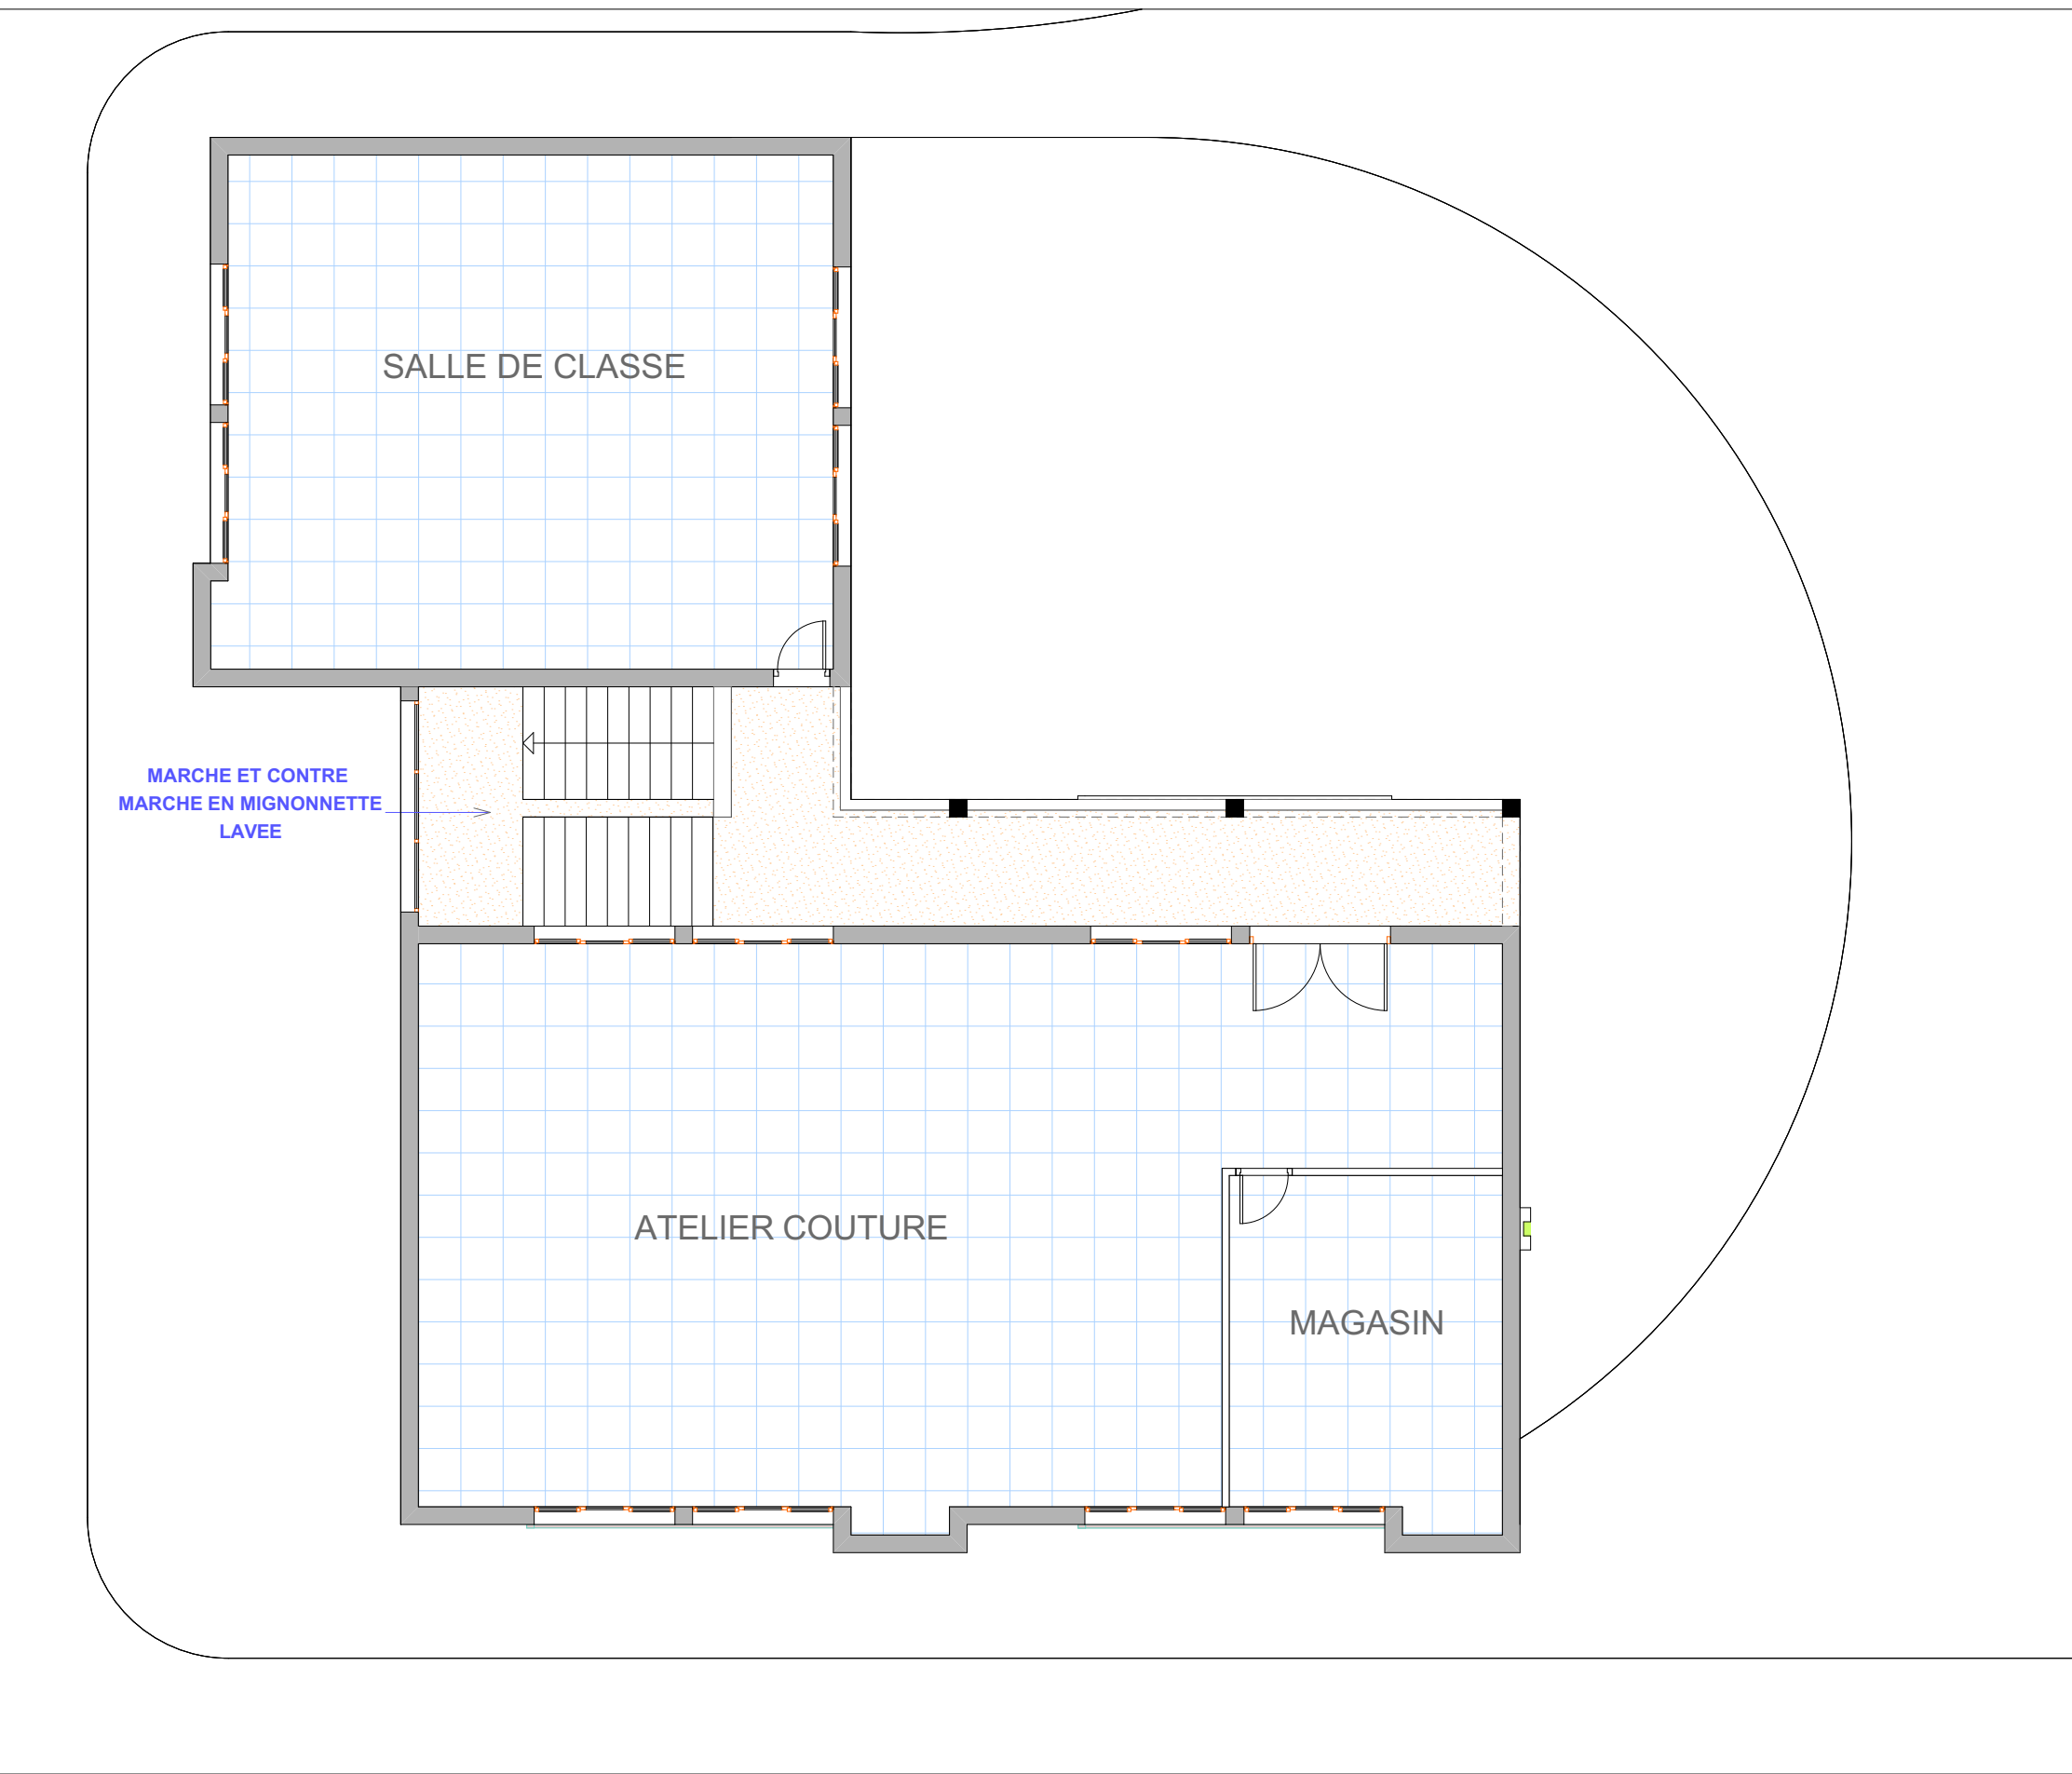 SALLE DE CLASSE
MARCHE ET CONTRE
MARCHE EN MIGNONNETTE
LAVEE
ATELIER COUTURE
MAGASIN